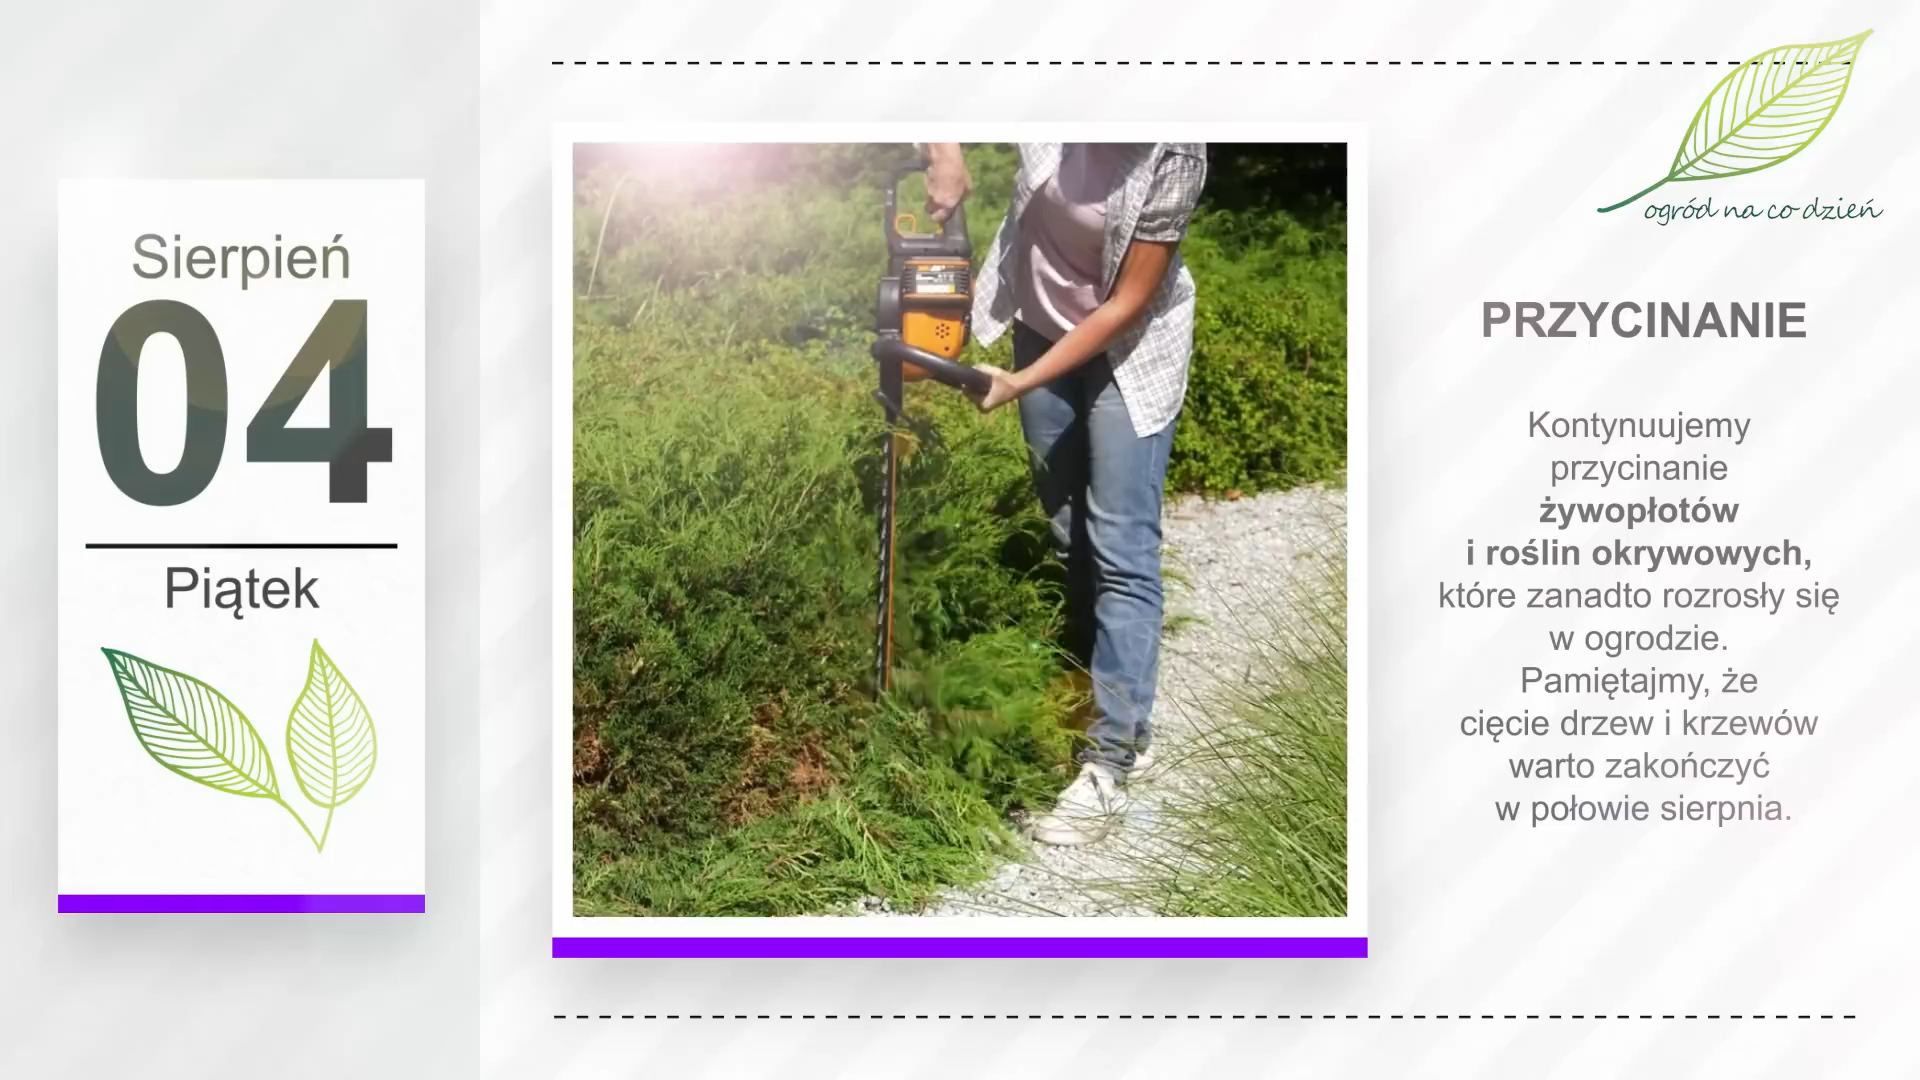 Sierpień
04
Piątek
ogród na co dzień
PRZYCINANIE
Kontynuujemy
przycinanie
żywopłotów
i roślin okrywowych,
które zanadto rozrosły się
w ogrodzie.
Pamiętajmy, że
cięcie drzew i krzewów
warto zakończyć
w połowie sierpnia.